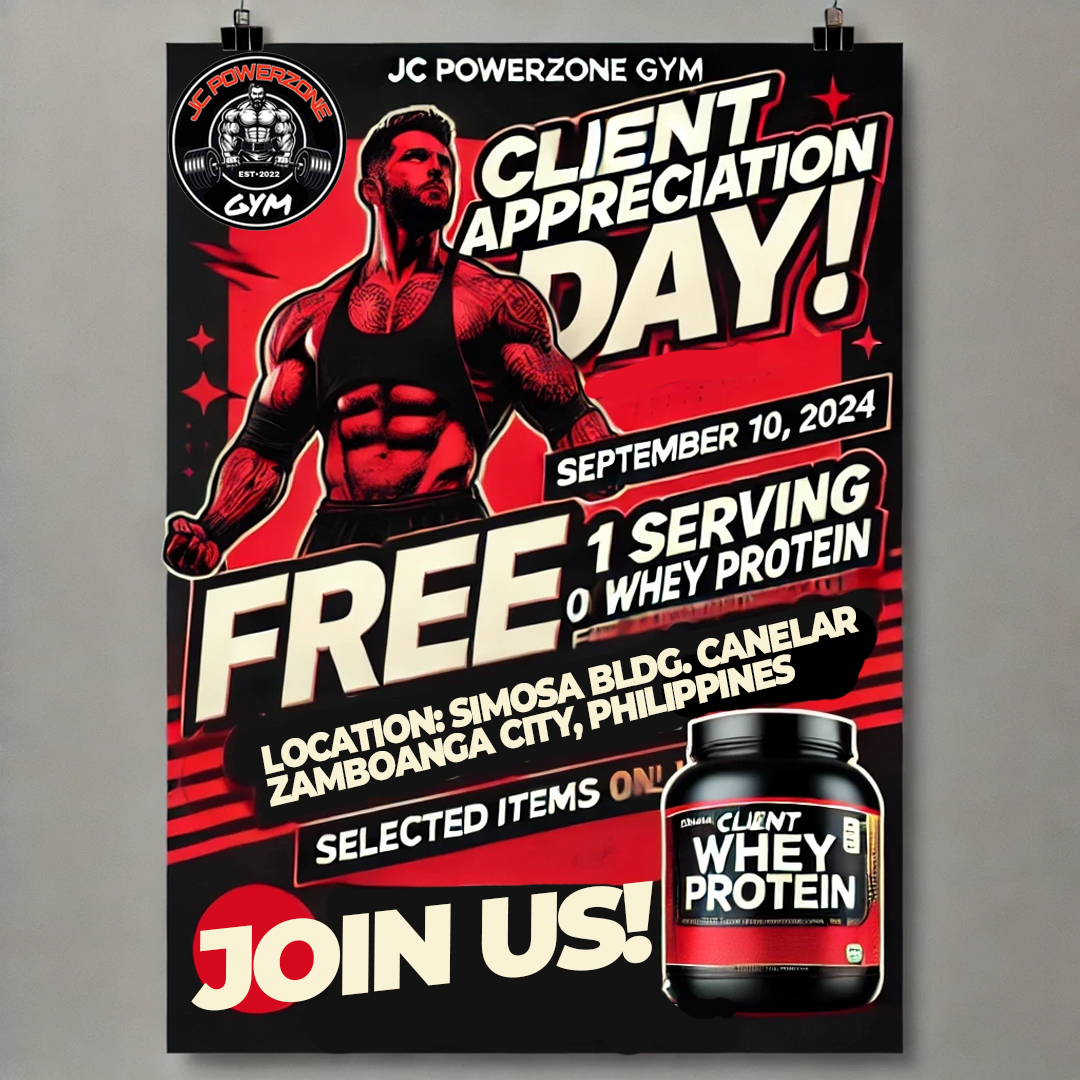 JC POWERZONE GYM
JC POWERZONE
EST•2022
GYM
CLIENT
APPRECIATION
DAY!
SEPTEMBER 10, 2024
FREE
1 SERVING
0 WHEY PROTEIN
LOCATION: SIMOSA BLDG. CANELAR
ZAMBOANGA CITY, PHILIPPINES
SELECTED ITEMS ONL
CLIENT
WHEY
PROTEIN
JOIN US!